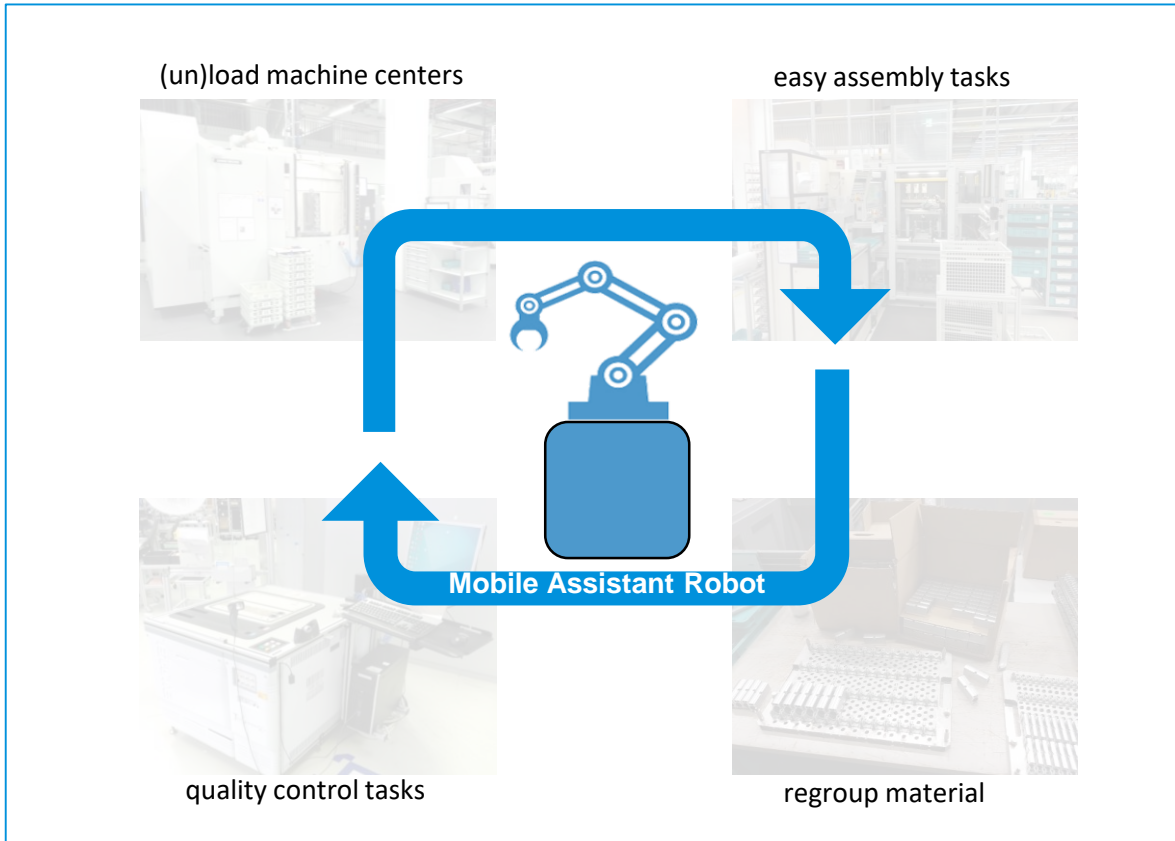 (un)load machine centers
easy assembly tasks
Mobile Assistant Robot
quality control tasks
regroup material